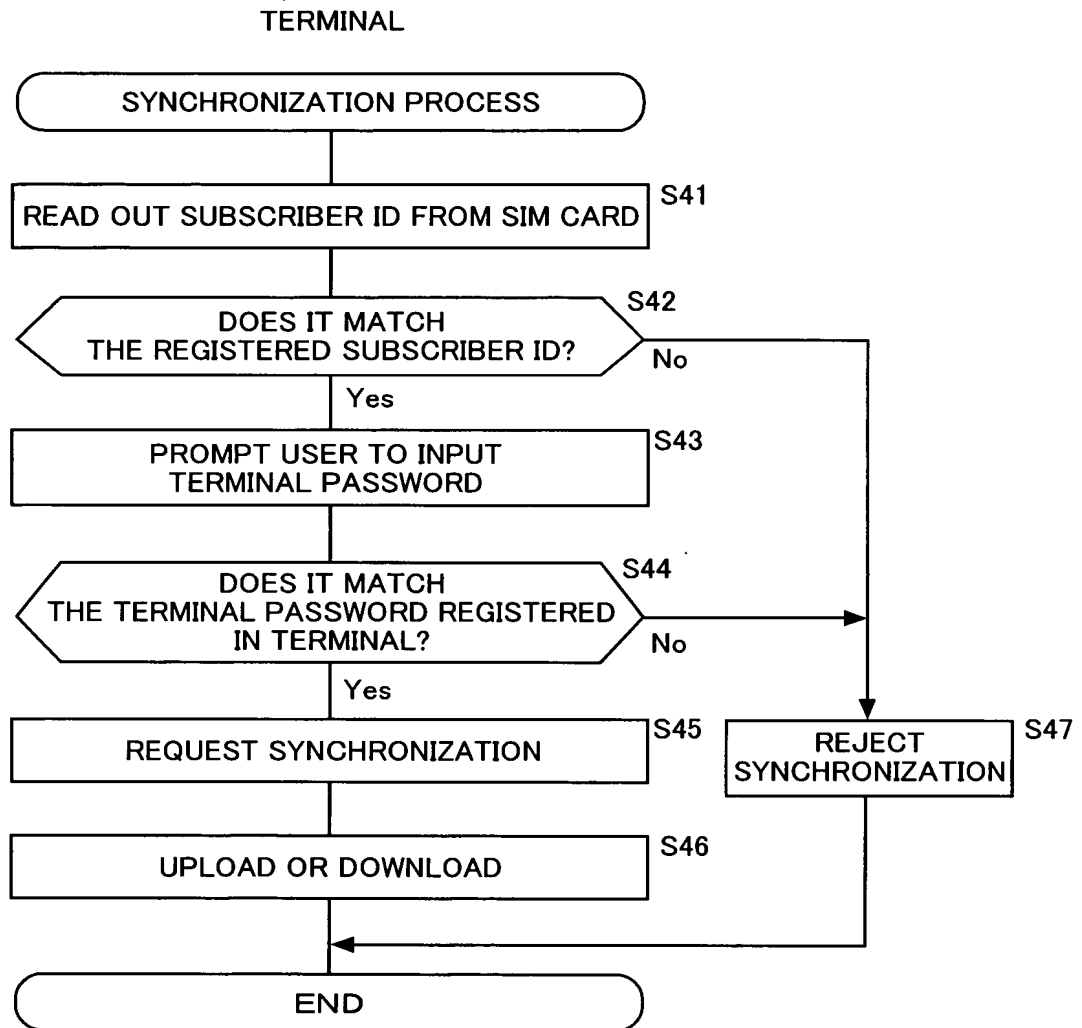 TERMINAL
SYNCHRONIZATION PROCESS
S41
READ OUT SUBSCRIBER ID FROM SIM CARD
S42
DOES IT MATCH
THE REGISTERED SUBSCRIBER ID?
No
Yes
S43
PROMPT USER TO INPUT
TERMINAL PASSWORD
S44
DOES IT MATCH
THE TERMINAL PASSWORD REGISTERED
IN TERMINAL?
No
Yes
S45
REQUEST SYNCHRONIZATION
S47
REJECT
SYNCHRONIZATION
S46
UPLOAD OR DOWNLOAD
END